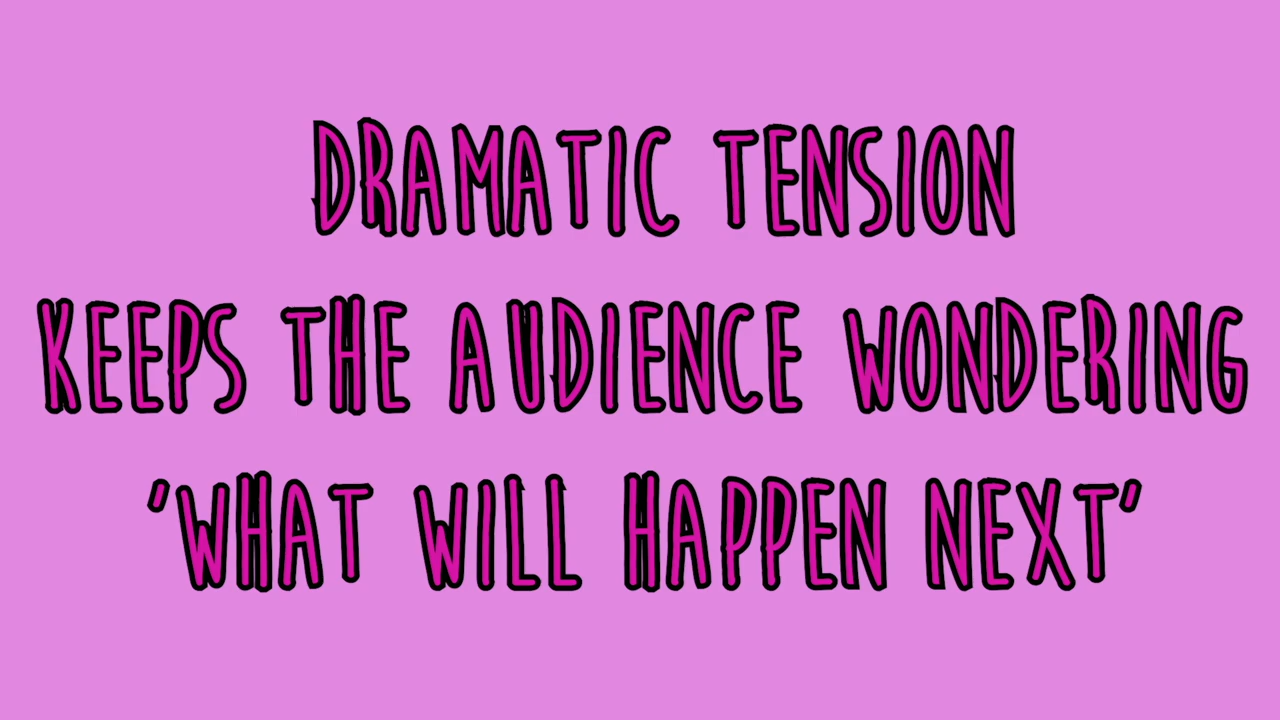 DRAMATIC TENSION
KEEPS THE AUDIENCE WONDERING
'WHAT WILL HAPPEN NEXT'